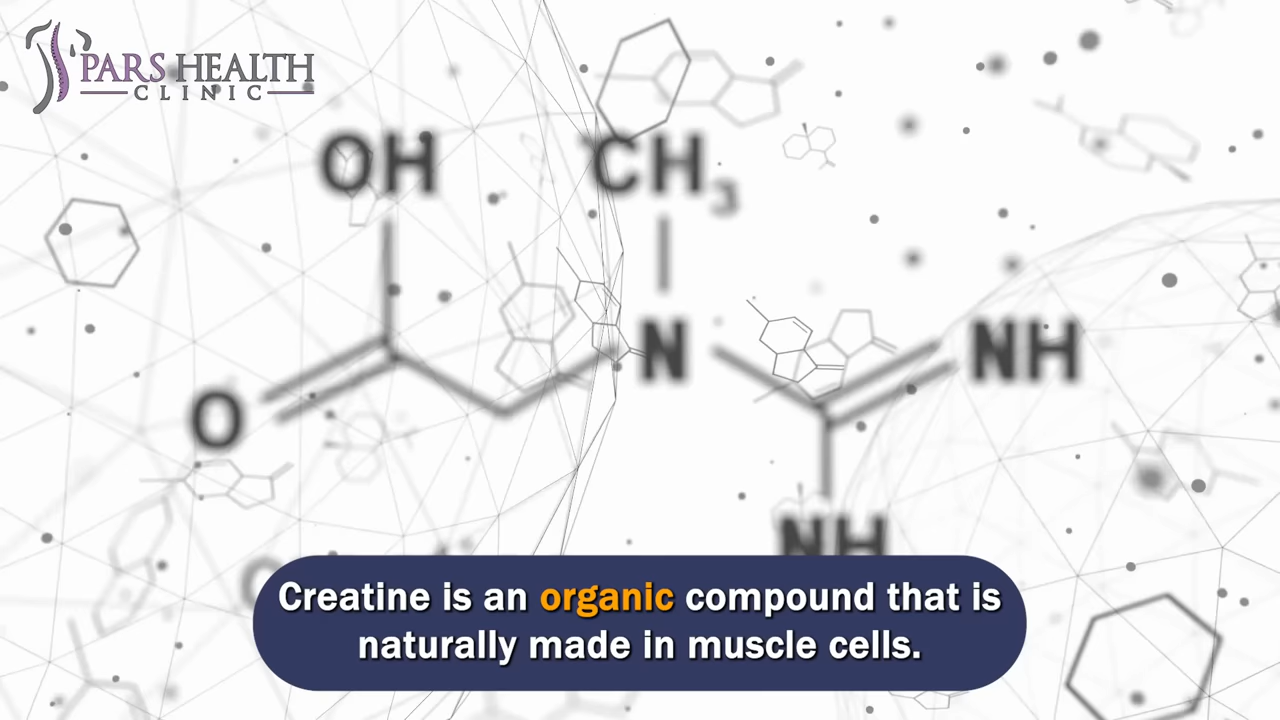 PARS HEALTH
CLINIC
OH
CH3
N
NH
O
NH
Creatine is an organic compound that is
naturally made in muscle cells.